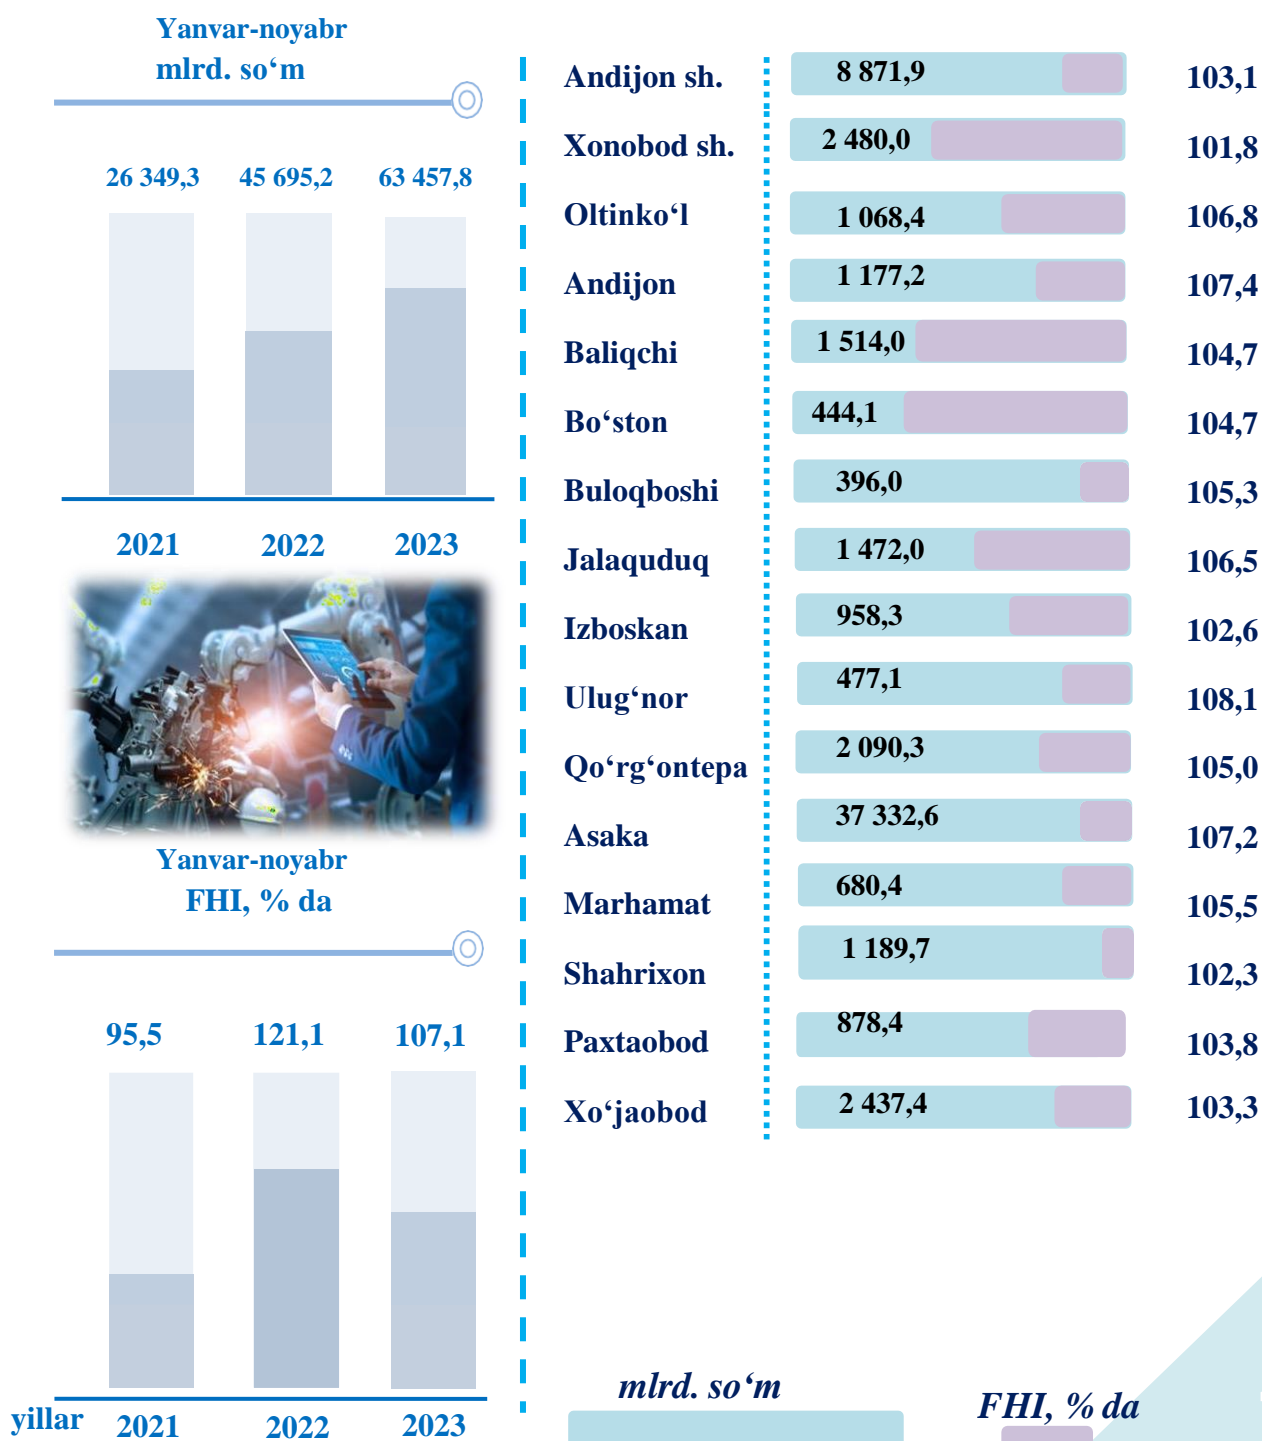 Yanvar-noyabr
mlrd. so‘m
26 349,3 45 695,2 63 457,8
2021 2022 2023
Yanvar-noyabr
FHI, % da
95,5 121,1 107,1
yillar 2021 2022 2023
Andijon sh. 8 871,9 103,1
Xonobod sh. 2 480,0 101,8
Oltinko‘l 1 068,4 106,8
Andijon 1 177,2 107,4
Baliqchi 1 514,0 104,7
Bo‘ston 444,1 104,7
Buloqboshi 396,0 105,3
Jalaquduq 1 472,0 106,5
Izboskan 958,3 102,6
Ulug‘nor 477,1 108,1
Qo‘rg‘ontepa 2 090,3 105,0
Asaka 37 332,6 107,2
Marhamat 680,4 105,5
Shahrixon 1 189,7 102,3
Paxtaobod 878,4 103,8
Xo‘jaobod 2 437,4 103,3
mlrd. so‘m
FHI, % da